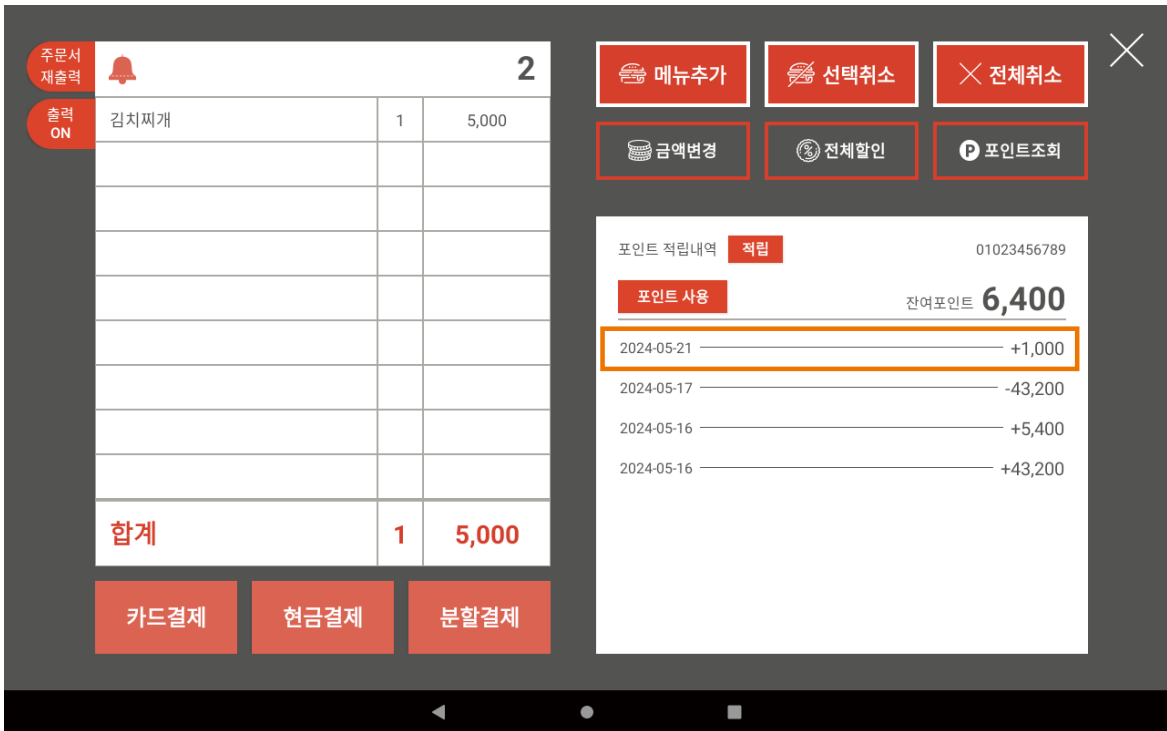 주문서
재출력
2
출력
ON
김치찌개 1 5,000
합계 1 5,000
카드결제 현금결제 분할결제
메뉴추가 선택취소 전체취소
금액변경 전체할인 포인트조회
포인트 적립내역 적립 01023456789
포인트 사용 잔여포인트 6,400
2024-05-21 +1,000
2024-05-17 -43,200
2024-05-16 +5,400
2024-05-16 +43,200